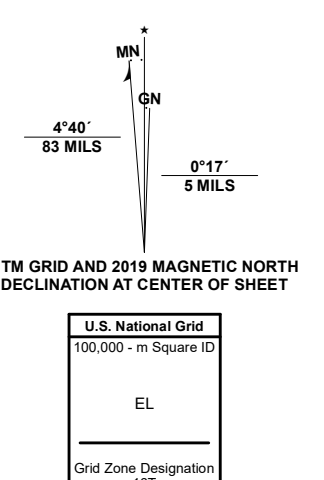 ★
MN
GN
4°40´
83 MILS
0°17´
5 MILS
TM GRID AND 2019 MAGNETIC NORTH
DECLINATION AT CENTER OF SHEET
U.S. National Grid
100,000 - m Square ID
EL
Grid Zone Designation